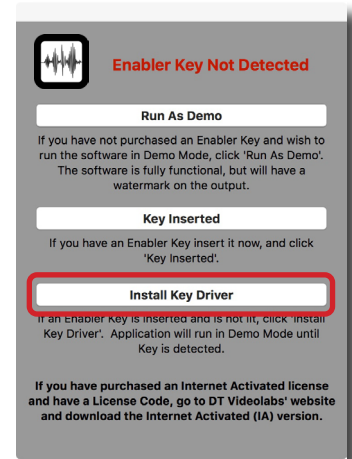 Enabler Key Not Detected
Run As Demo
If you have not purchased an Enabler Key and wish to
run the software in Demo Mode, click 'Run As Demo'.
The software is fully functional, but will have a
watermark on the output.
Key Inserted
If you have an Enabler Key insert it now, and click
'Key Inserted'.
Install Key Driver
If an Enabler Key is inserted and is not lit, click 'Install
Key Driver'. Application will run in Demo Mode until
Key is detected.
If you have purchased an Internet Activated license
and have a License Code, go to DT Videolabs' website
and download the Internet Activated (IA) version.